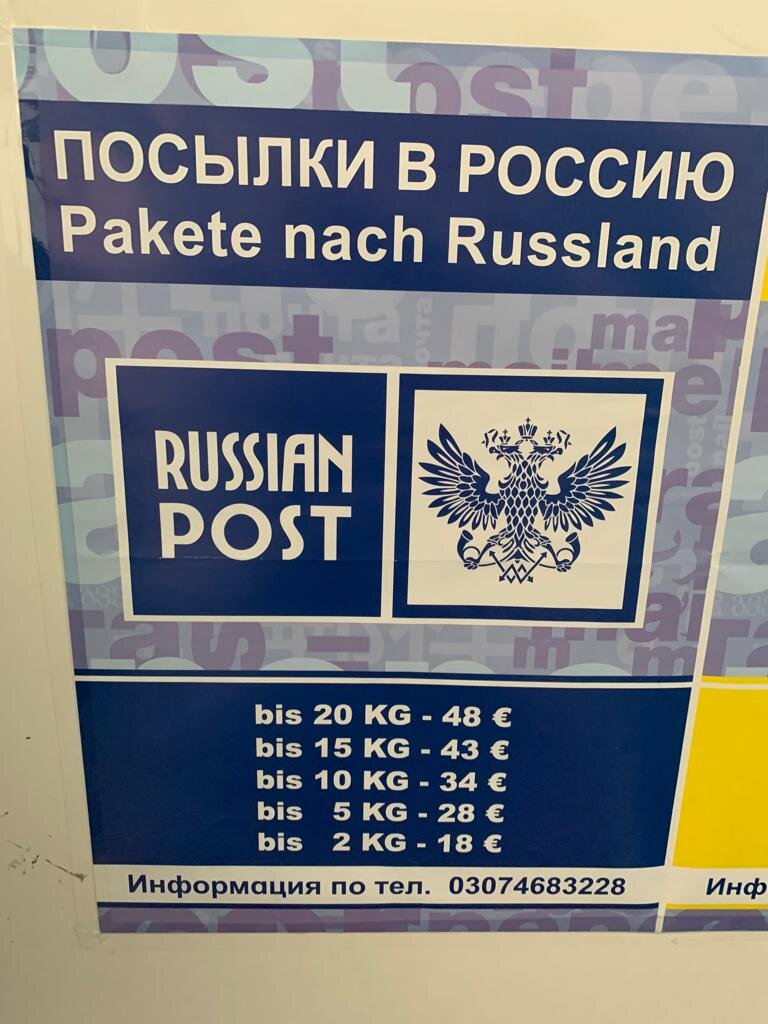 ПОСЫЛКИ В РОССИЮ
Pakete nach Russland
RUSSIAN
POST
bis 20 KG - 48 €
bis 15 KG - 43 €
bis 10 KG - 34 €
bis 5 KG - 28 €
bis 2 KG - 18 €
Информация по тел. 03074683228